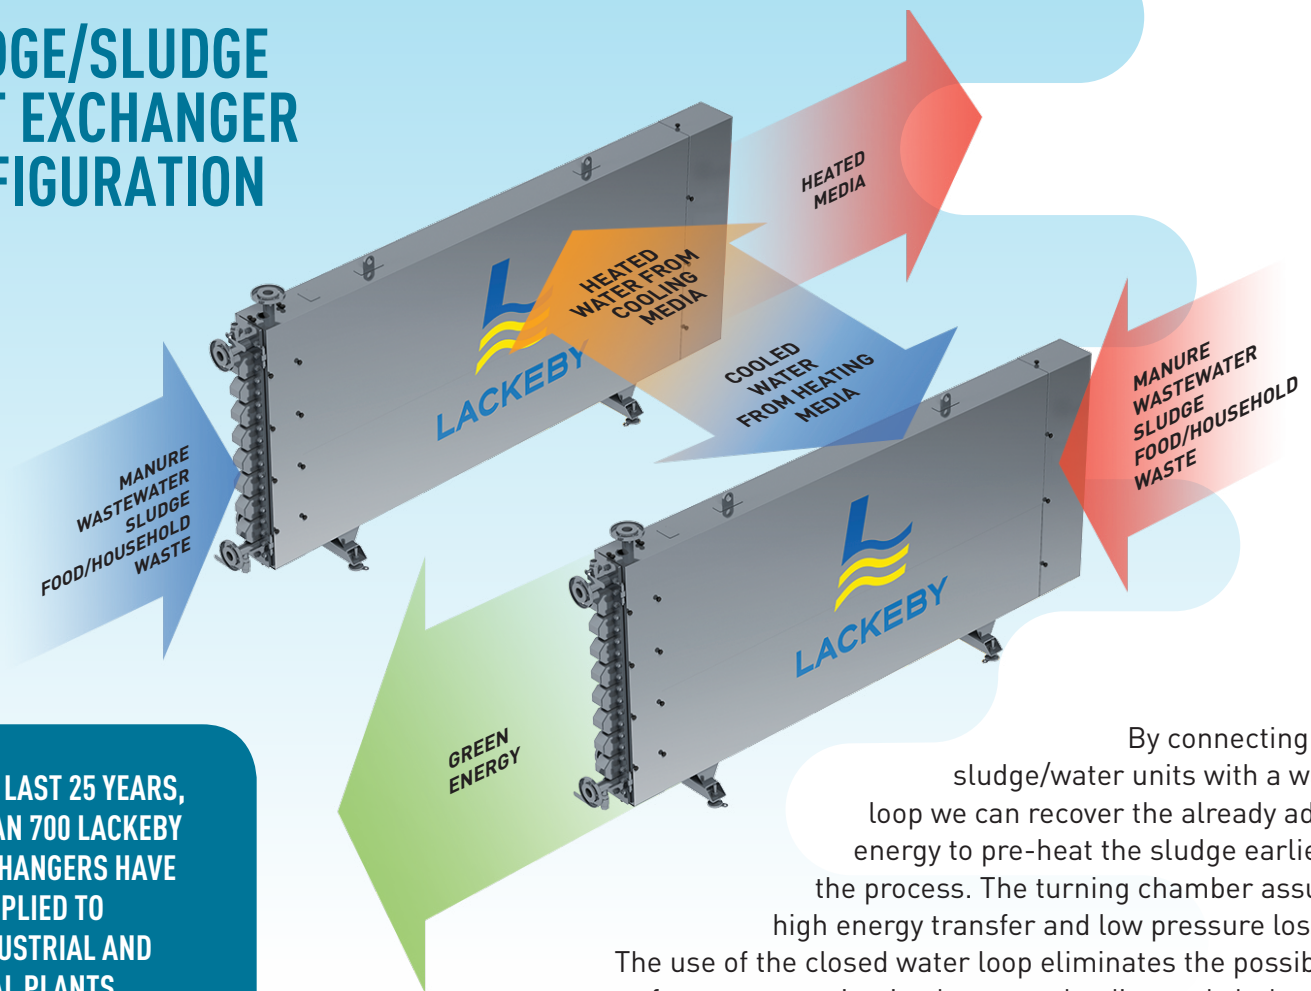 DGE/SLUDGE
T EXCHANGER
FIGURATION
HEATED
MEDIA
HEATED
WATER FROM
COOLING
MEDIA
COOLED
WATER
FROM HEATING
MEDIA
LACKEBY
MANURE
WASTEWATER
SLUDGE
FOOD/HOUSEHOLD
WASTE
MANURE
WASTEWATER
SLUDGE
FOOD/HOUSEHOLD
WASTE
LACKEBY
GREEN
ENERGY
LAST 25 YEARS,
AN 700 LACKEBY
CHANGERS HAVE
PPLIED TO
USTRIAL AND
AL PLANTS
By connecting
sludge/water units with a w
loop we can recover the already ad
energy to pre-heat the sludge earlie
the process. The turning chamber assu
high energy transfer and low pressure los
The use of the closed water loop eliminates the possib